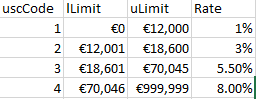 uscCode lLimit uLimit Rate
1 €0 €12,000 1%
2 €12,001 €18,600 3%
3 €18,601 €70,045 5.50%
4 €70,046 €999,999 8.00%